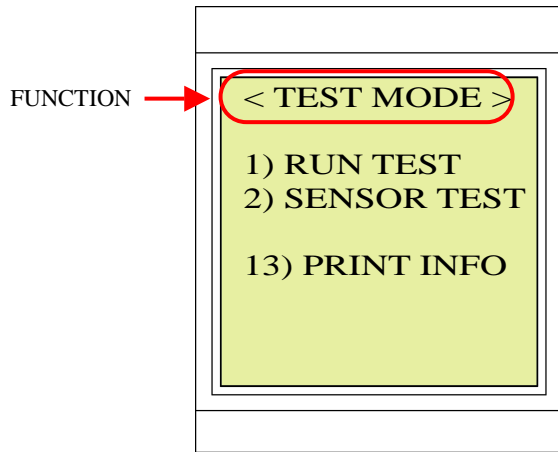 FUNCTION
< TEST MODE >
1) RUN TEST
2) SENSOR TEST
13) PRINT INFO